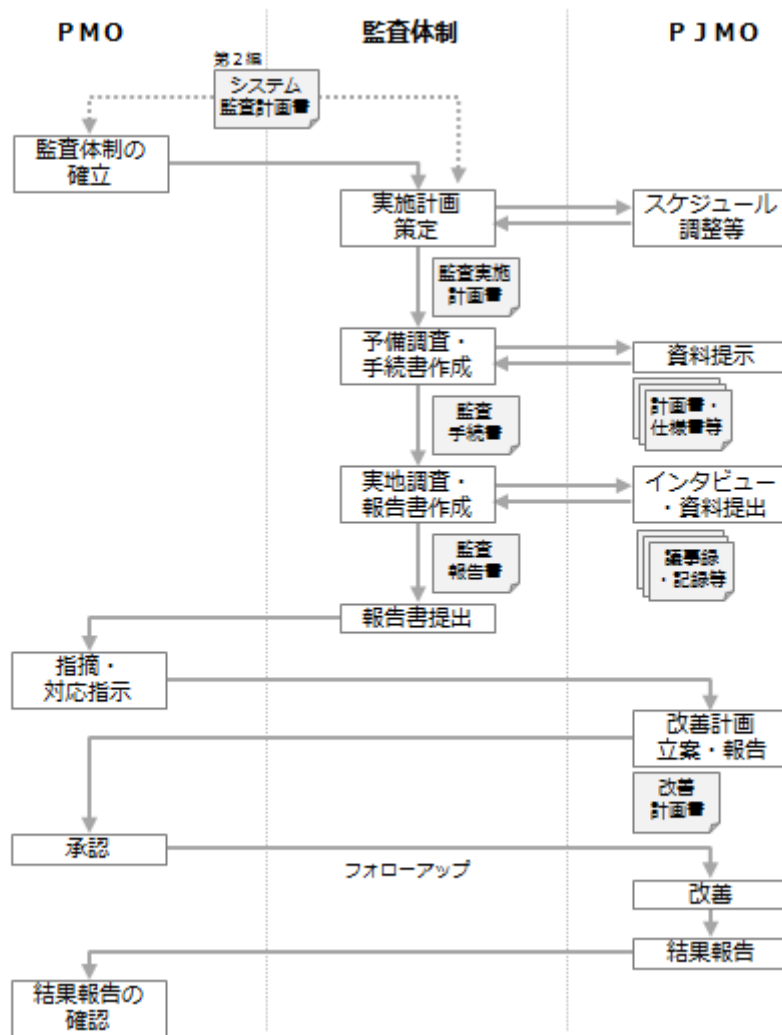 PMO
監査体制
PJMO
第2編
システム
監査計画書
監査体制の
確立
実施計画
策定
スケジュール
調整等
監査実施
計画書
予備調査・
手続書作成
資料提示
監査
手続書
計画書・
仕様書等
実地調査・
報告書作成
インタビュー
・資料提出
監査
報告書
議事録
・記録等
報告書提出
指摘・
対応指示
改善計画
立案・報告
改善
計画書
承認
フォローアップ
改善
結果報告
結果報告の
確認